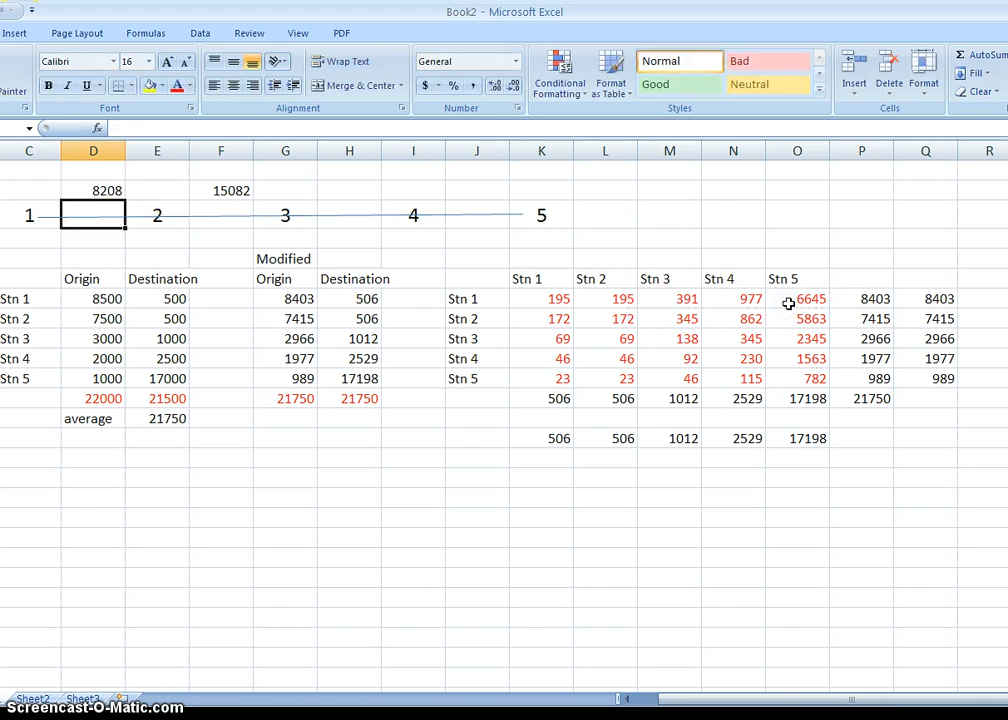 Book2 - Microsoft Excel
Insert Page Layout Formulas Data Review View PDF
Calibri 16 A A Wrap Text General Normal Bad AutoSum
Painter B I U A Merge & Center $ % , Conditional Formatting Format as Table Good Neutral Insert Delete Format Fill
Clear
Font Alignment Number Styles Cells
fx
C D E F G H I J K L M N O P Q R
8208 15082
1 2 3 4 5
Modified
Origin Destination Origin Destination Stn 1 Stn 2 Stn 3 Stn 4 Stn 5
Stn 1 8500 500 8403 506 Stn 1 195 195 391 977 6645 8403 8403
Stn 2 7500 500 7415 506 Stn 2 172 172 345 862 5863 7415 7415
Stn 3 3000 1000 2966 1012 Stn 3 69 69 138 345 2345 2966 2966
Stn 4 2000 2500 1977 2529 Stn 4 46 46 92 230 1563 1977 1977
Stn 5 1000 17000 989 17198 Stn 5 23 23 46 115 782 989 989
22000 21500 21750 21750 506 506 1012 2529 17198 21750
average 21750
506 506 1012 2529 17198
Sheet2 Sheet3
Screencast-O-Matic.com